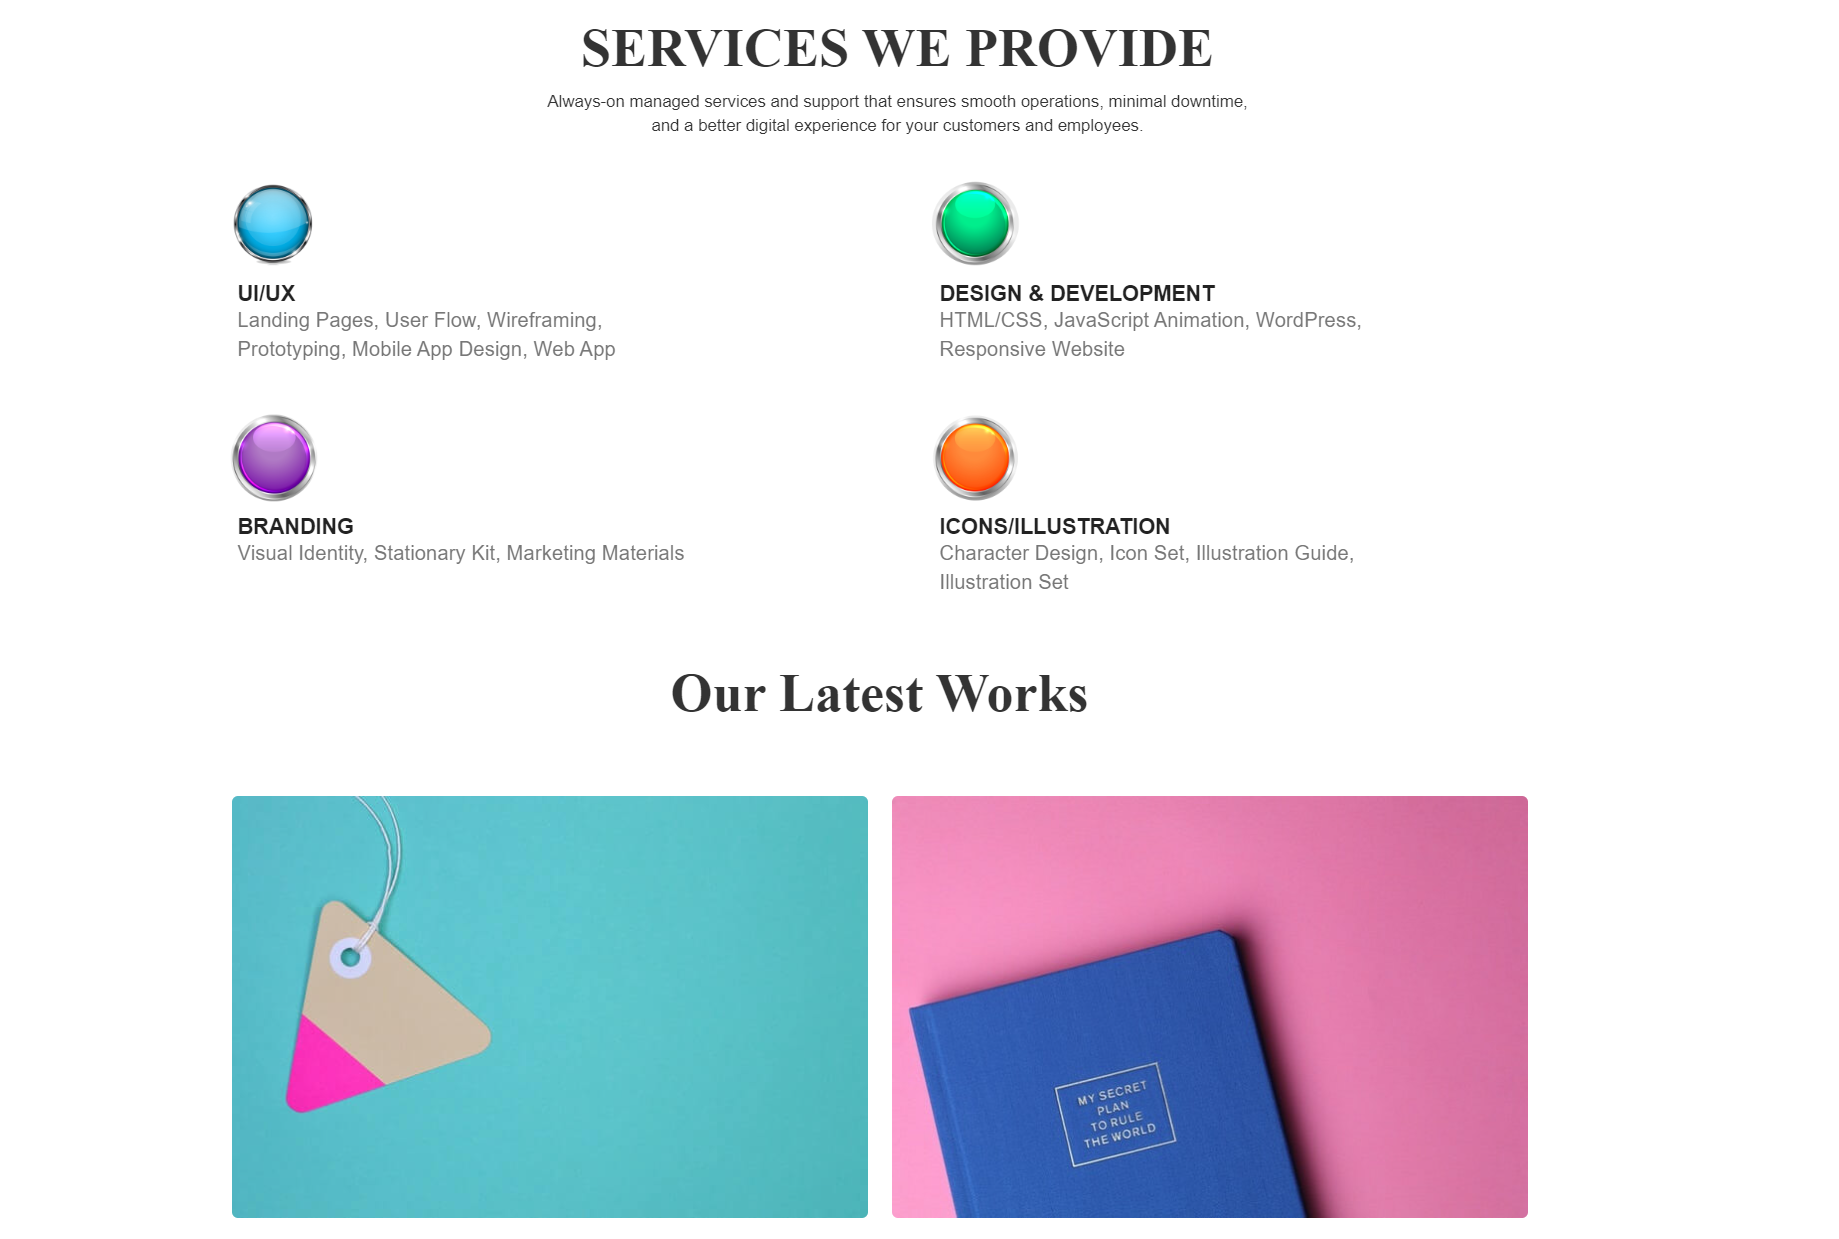 SERVICES WE PROVIDE
Always-on managed services and support that ensures smooth operations, minimal downtime,
and a better digital experience for your customers and employees.
UI/UX
Landing Pages, User Flow, Wireframing,
Prototyping, Mobile App Design, Web App
DESIGN & DEVELOPMENT
HTML/CSS, JavaScript Animation, WordPress,
Responsive Website
BRANDING
Visual Identity, Stationary Kit, Marketing Materials
ICONS/ILLUSTRATION
Character Design, Icon Set, Illustration Guide,
Illustration Set
Our Latest Works
MY SECRET
PLAN
TO RULE
THE WORLD